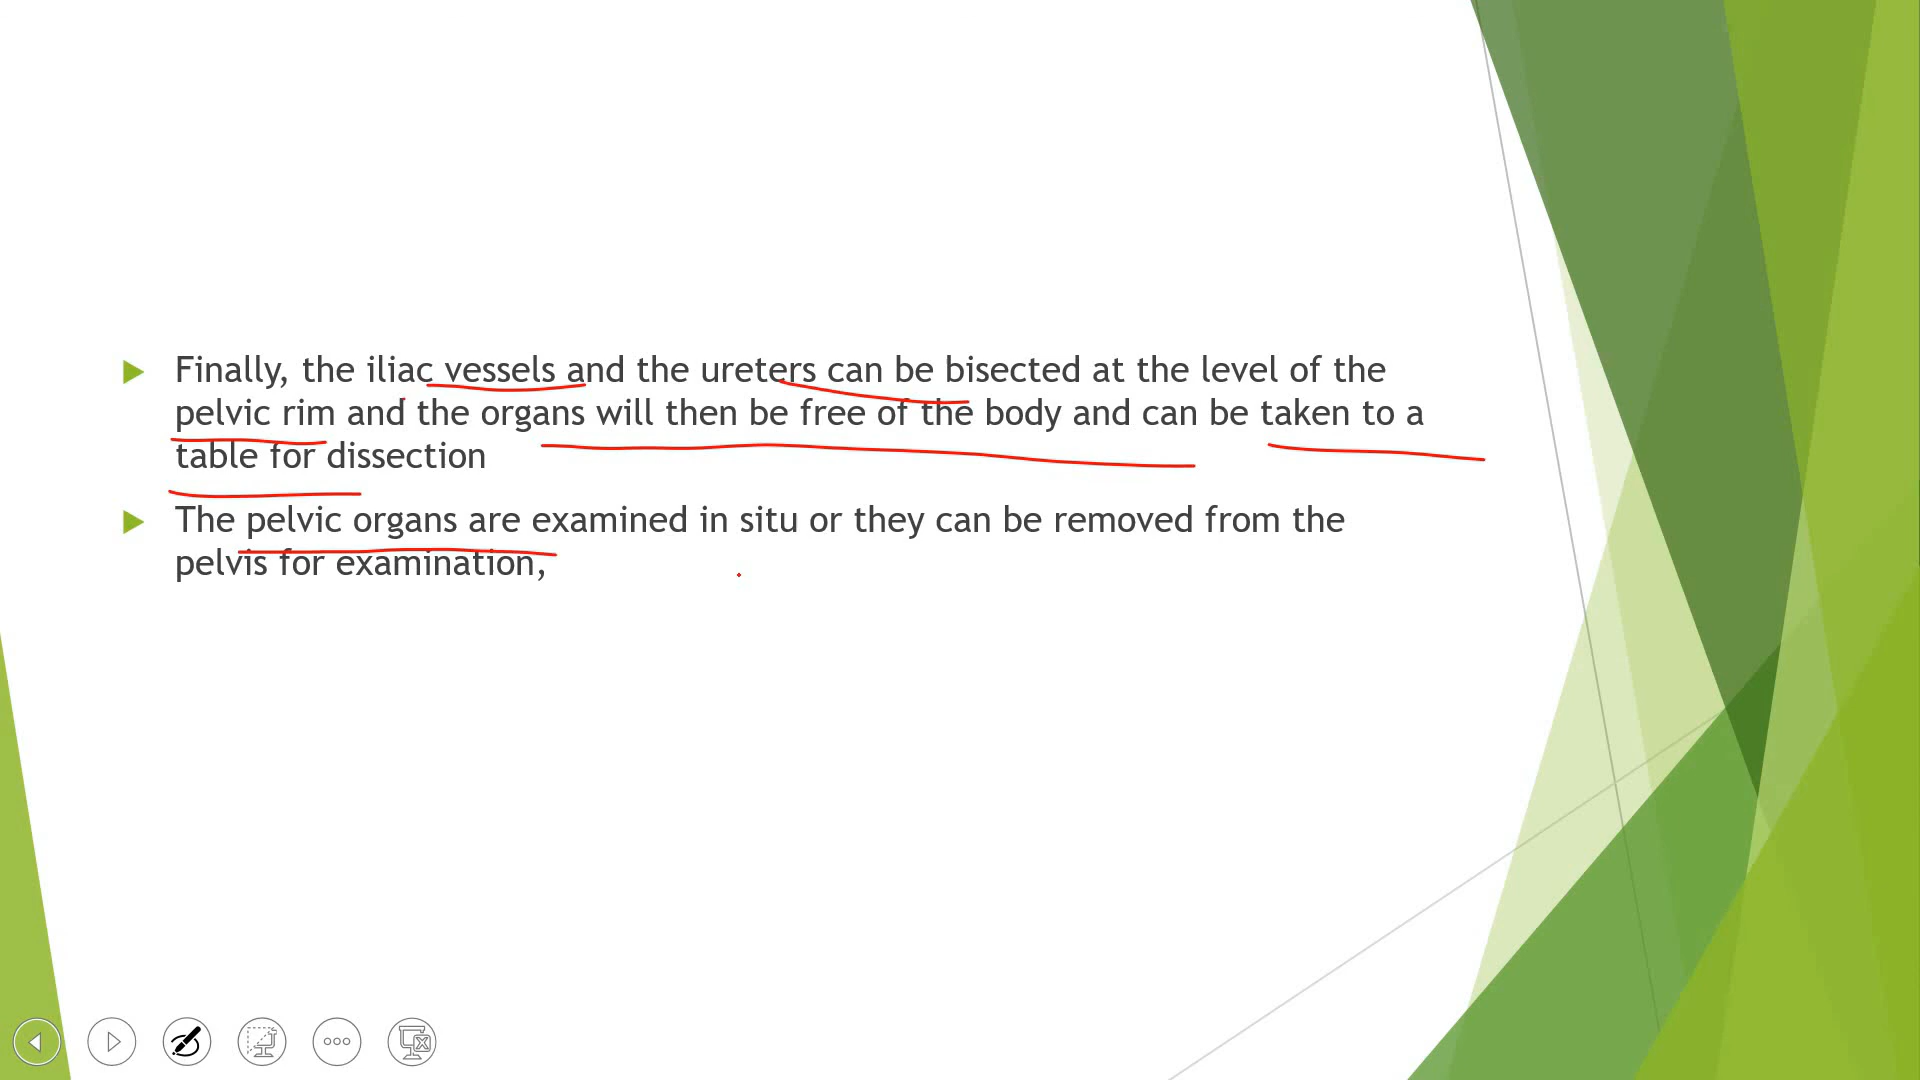 Finally, the iliac vessels and the ureters can be bisected at the level of the
pelvic rim and the organs will then be free of the body and can be taken to a
table for dissection
The pelvic organs are examined in situ or they can be removed from the
pelvis for examination,